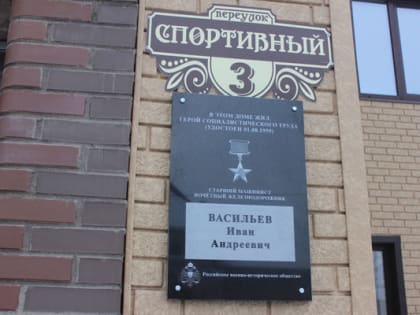 переулок
СПОРТИВНЫЙ
3
В ЭТОМ ДОМЕ ЖИЛ
ГЕРОЙ СОЦИАЛИСТИЧЕСКОГО ТРУДА
(УДОСТОЕН 01.08.1959)
СТАРШИЙ МАШИНИСТ
ПОЧЕТНЫЙ ЖЕЛЕЗНОДОРОЖНИК
ВАСИЛЬЕВ
Иван
Андреевич
Российское военно-историческое общество